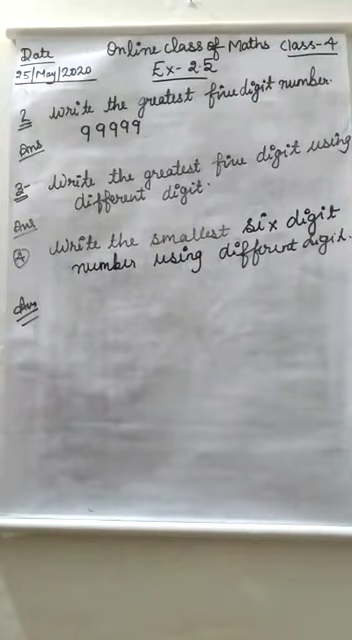 Date Online Class of Maths Class-4
25/May/2020 Ex- 2.5
2 Write the greatest five digit number.
Ans 99999
3- Write the greatest five digit using
different digit.
Ans
4 Write the smallest six digit
number using different digit.
Ans